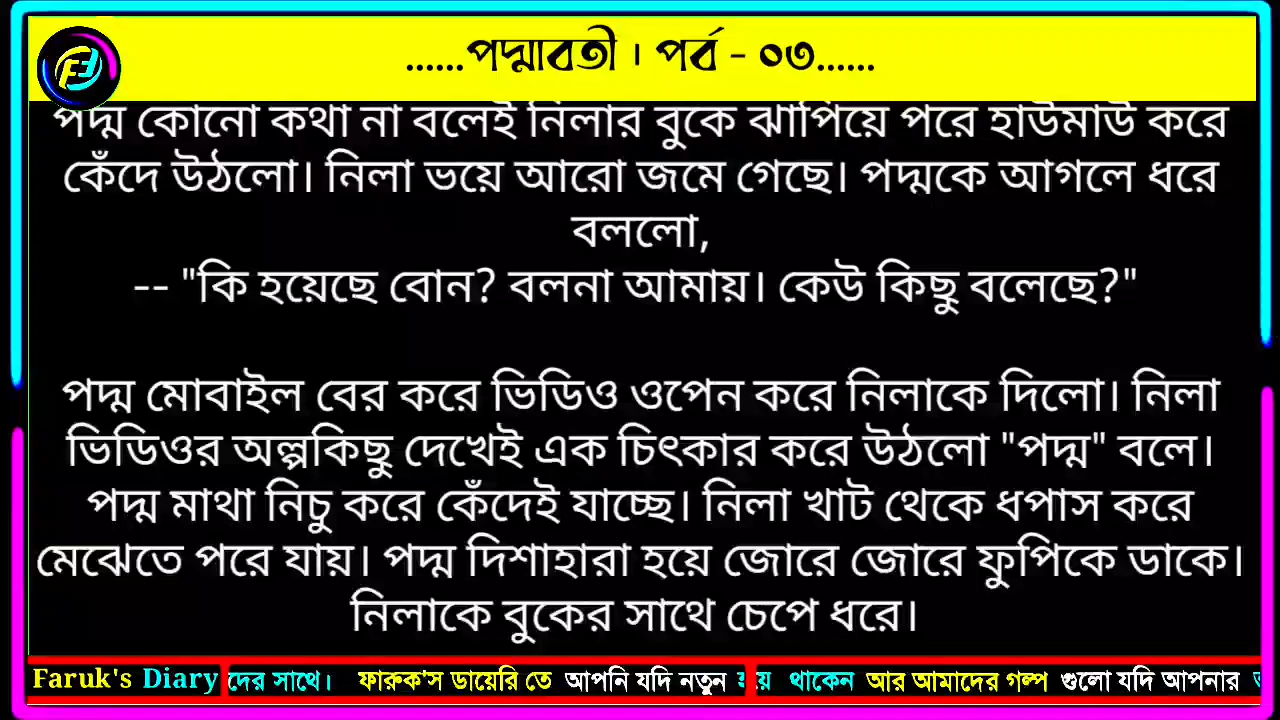 ......পদ্মাবতী । পর্ব - ০৩......
পদ্ম কোনো কথা না বলেই নিলার বুকে ঝাঁপিয়ে পরে হাউমাউ করে
কেঁদে উঠলো। নিলা ভয়ে আরো জমে গেছে। পদ্মকে আগলে ধরে
বললো,
-- "কি হয়েছে বোন? বলনা আমায়। কেউ কিছু বলেছে?"
পদ্ম মোবাইল বের করে ভিডিও ওপেন করে নিলাকে দিলো। নিলা
ভিডিওর অল্পকিছু দেখেই এক চিৎকার করে উঠলো "পদ্ম" বলে।
পদ্ম মাথা নিচু করে কেঁদেই যাচ্ছে। নিলা খাট থেকে ধপাস করে
মেঝেতে পরে যায়। পদ্ম দিশাহারা হয়ে জোরে জোরে ফুপিকে ডাকে।
নিলাকে বুকের সাথে চেপে ধরে।
Faruk's Diary দের সাথে। ফারুক'স ডায়েরি তে আপনি যদি নতুন থাকেন আর আমাদের গল্প গুলো যদি আপনার